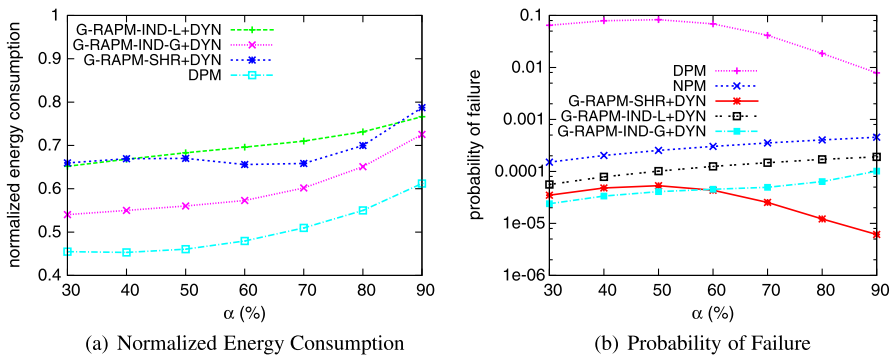 1
0.9
0.8
0.7
0.6
0.5
0.4
normalized energy consumption
G-RAPM-IND-L+DYN
G-RAPM-IND-G+DYN
G-RAPM-SHR+DYN
DPM
30 40 50 60 70 80 90
α (%)
(a) Normalized Energy Consumption
0.1
0.01
0.001
0.0001
1e-05
1e-06
probability of failure
DPM
NPM
G-RAPM-SHR+DYN
G-RAPM-IND-L+DYN
G-RAPM-IND-G+DYN
30 40 50 60 70 80 90
α (%)
(b) Probability of Failure